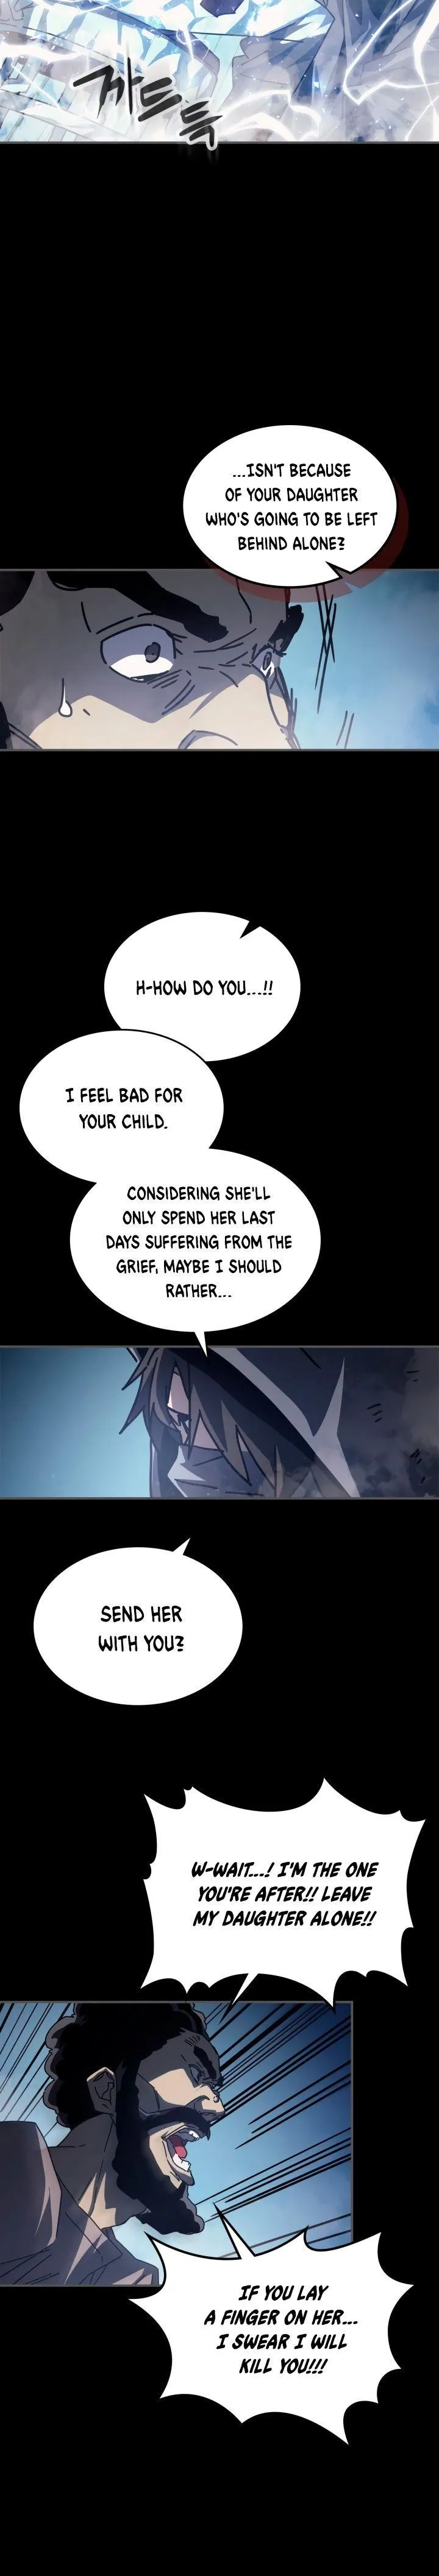 까드득
...ISN'T BECAUSE
OF YOUR DAUGHTER
WHO'S GOING TO BE LEFT
BEHIND ALONE?
H-HOW DO YOU...!!
I FEEL BAD FOR
YOUR CHILD.
CONSIDERING SHE'LL
ONLY SPEND HER LAST
DAYS SUFFERING FROM THE
GRIEF, MAYBE I SHOULD
RATHER...
SEND HER
WITH YOU?
W-WAIT...! I'M THE ONE
YOU'RE AFTER!! LEAVE
MY DAUGHTER ALONE!!
IF YOU LAY
A FINGER ON HER...
I SWEAR I WILL
KILL YOU!!!